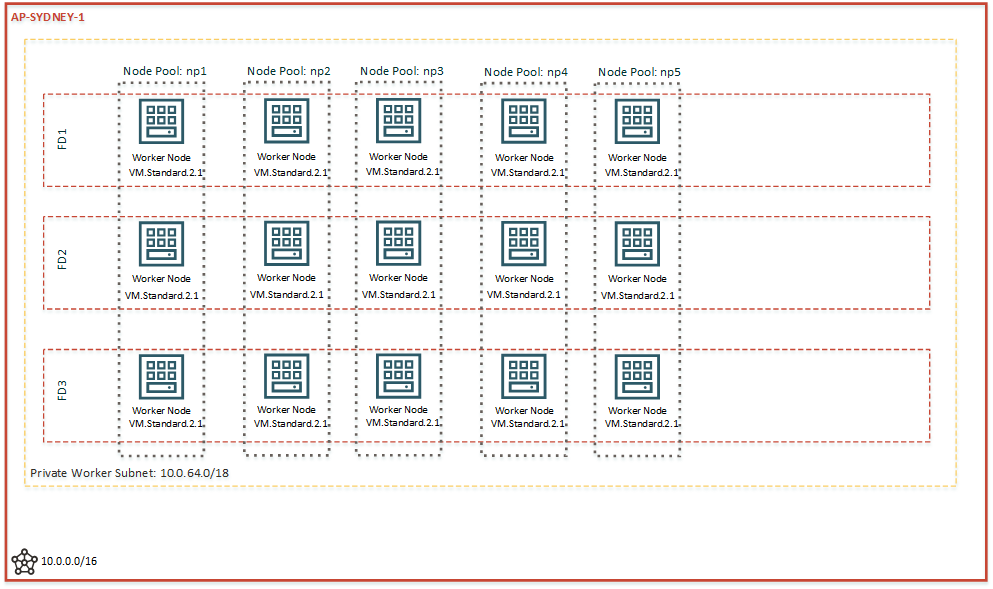 AP-SYDNEY-1
Node Pool: np1 Node Pool: np2 Node Pool: np3 Node Pool: np4 Node Pool: np5
FD1
Worker Node Worker Node Worker Node Worker Node Worker Node
VM.Standard.2.1 VM.Standard.2.1 VM.Standard.2.1 VM.Standard.2.1 VM.Standard.2.1
FD2
Worker Node Worker Node Worker Node Worker Node Worker Node
VM.Standard.2.1 VM.Standard.2.1 VM.Standard.2.1 VM.Standard.2.1 VM.Standard.2.1
FD3
Worker Node Worker Node Worker Node Worker Node Worker Node
VM.Standard.2.1 VM.Standard.2.1 VM.Standard.2.1 VM.Standard.2.1 VM.Standard.2.1
Private Worker Subnet: 10.0.64.0/18
10.0.0.0/16